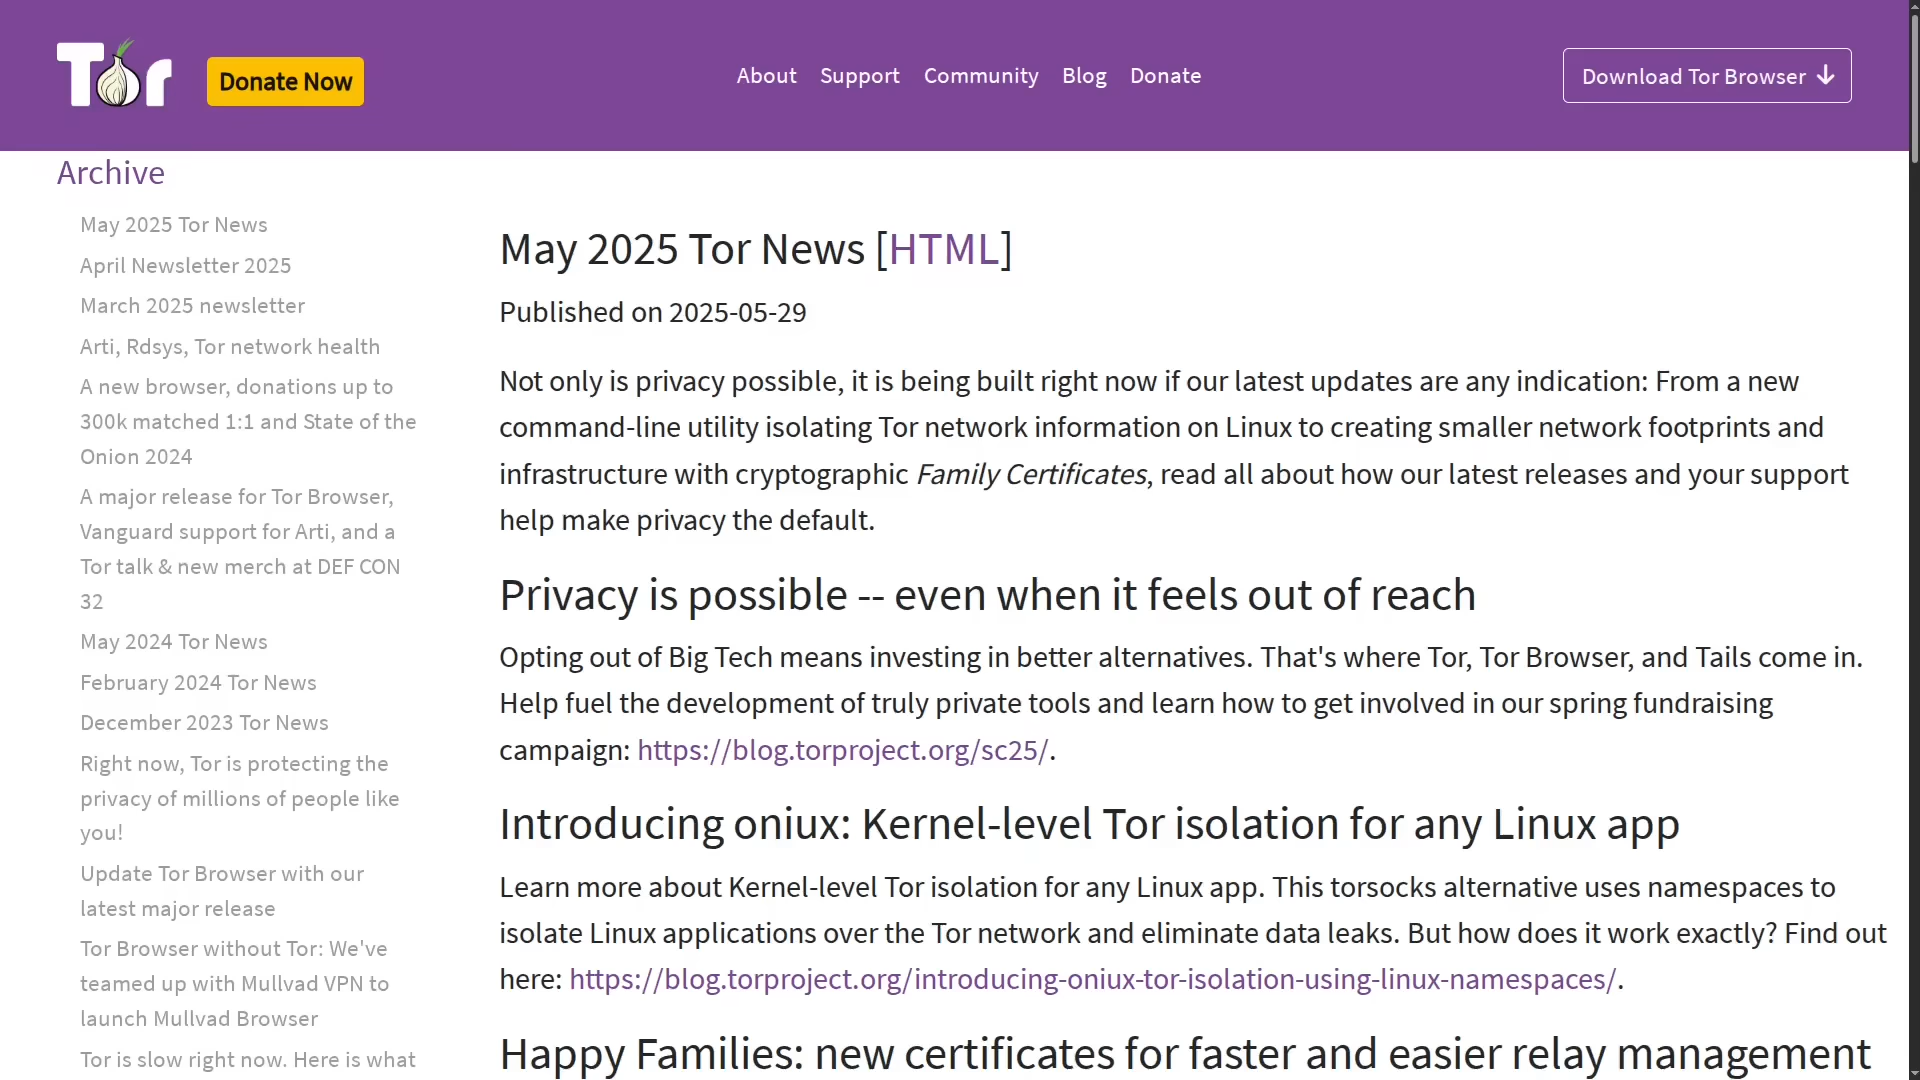 Tor
Donate Now
About
Support
Community
Blog
Donate
Download Tor Browser
Archive
May 2025 Tor News
April Newsletter 2025
March 2025 newsletter
Arti, Rdsys, Tor network health
A new browser, donations up to
300k matched 1:1 and State of the
Onion 2024
A major release for Tor Browser,
Vanguard support for Arti, and a
Tor talk & new merch at DEF CON
32
May 2024 Tor News
February 2024 Tor News
December 2023 Tor News
Right now, Tor is protecting the
privacy of millions of people like
you!
Update Tor Browser with our
latest major release
Tor Browser without Tor: We've
teamed up with Mullvad VPN to
launch Mullvad Browser
Tor is slow right now. Here is what
May 2025 Tor News [HTML]
Published on 2025-05-29
Not only is privacy possible, it is being built right now if our latest updates are any indication: From a new
command-line utility isolating Tor network information on Linux to creating smaller network footprints and
infrastructure with cryptographic Family Certificates, read all about how our latest releases and your support
help make privacy the default.
Privacy is possible -- even when it feels out of reach
Opting out of Big Tech means investing in better alternatives. That's where Tor, Tor Browser, and Tails come in.
Help fuel the development of truly private tools and learn how to get involved in our spring fundraising
campaign: https://blog.torproject.org/sc25/.
Introducing oniux: Kernel-level Tor isolation for any Linux app
Learn more about Kernel-level Tor isolation for any Linux app. This torsocks alternative uses namespaces to
isolate Linux applications over the Tor network and eliminate data leaks. But how does it work exactly? Find out
here: https://blog.torproject.org/introducing-oniux-tor-isolation-using-linux-namespaces/.
Happy Families: new certificates for faster and easier relay management